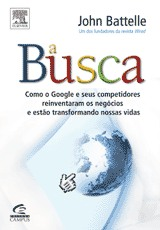 John Battelle
Um dos fundadores da revista Wired
a
Busca
Como o Google e seus competidores
reinventaram os negócios
e estão transformando nossas vidas
CAMPUS